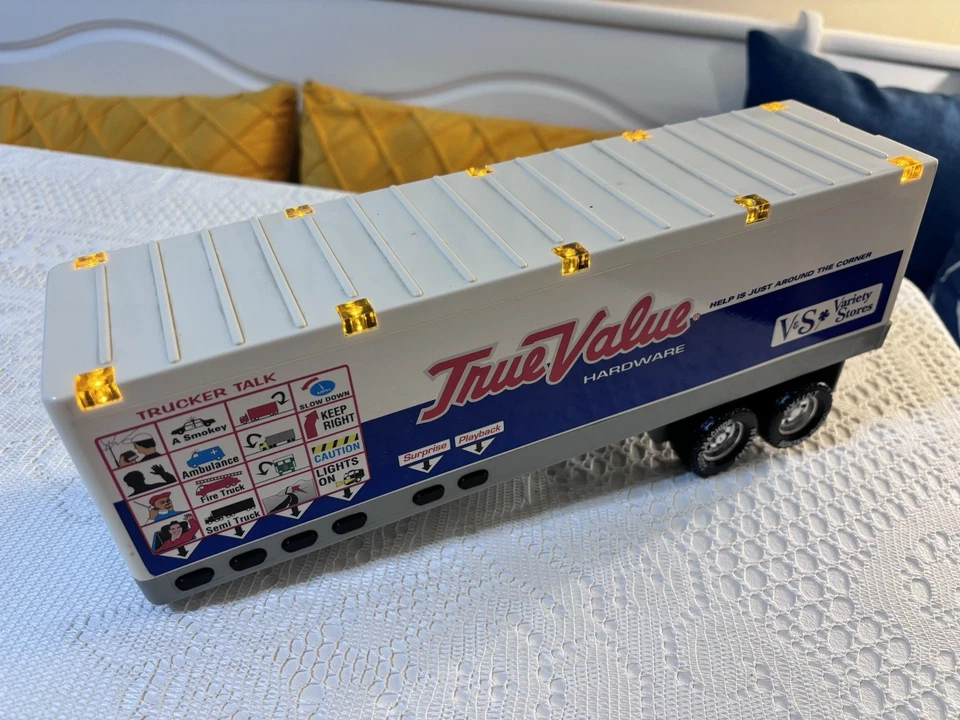 TRUCKER TALK
A Smokey
Ambulance
Fire Truck
Semi Truck
SLOW DOWN
KEEP
RIGHT
CAUTION
LIGHTS
ON
Surprise
Playback
True Value®
HARDWARE
HELP IS JUST AROUND THE CORNER
V&S Variety
Stores